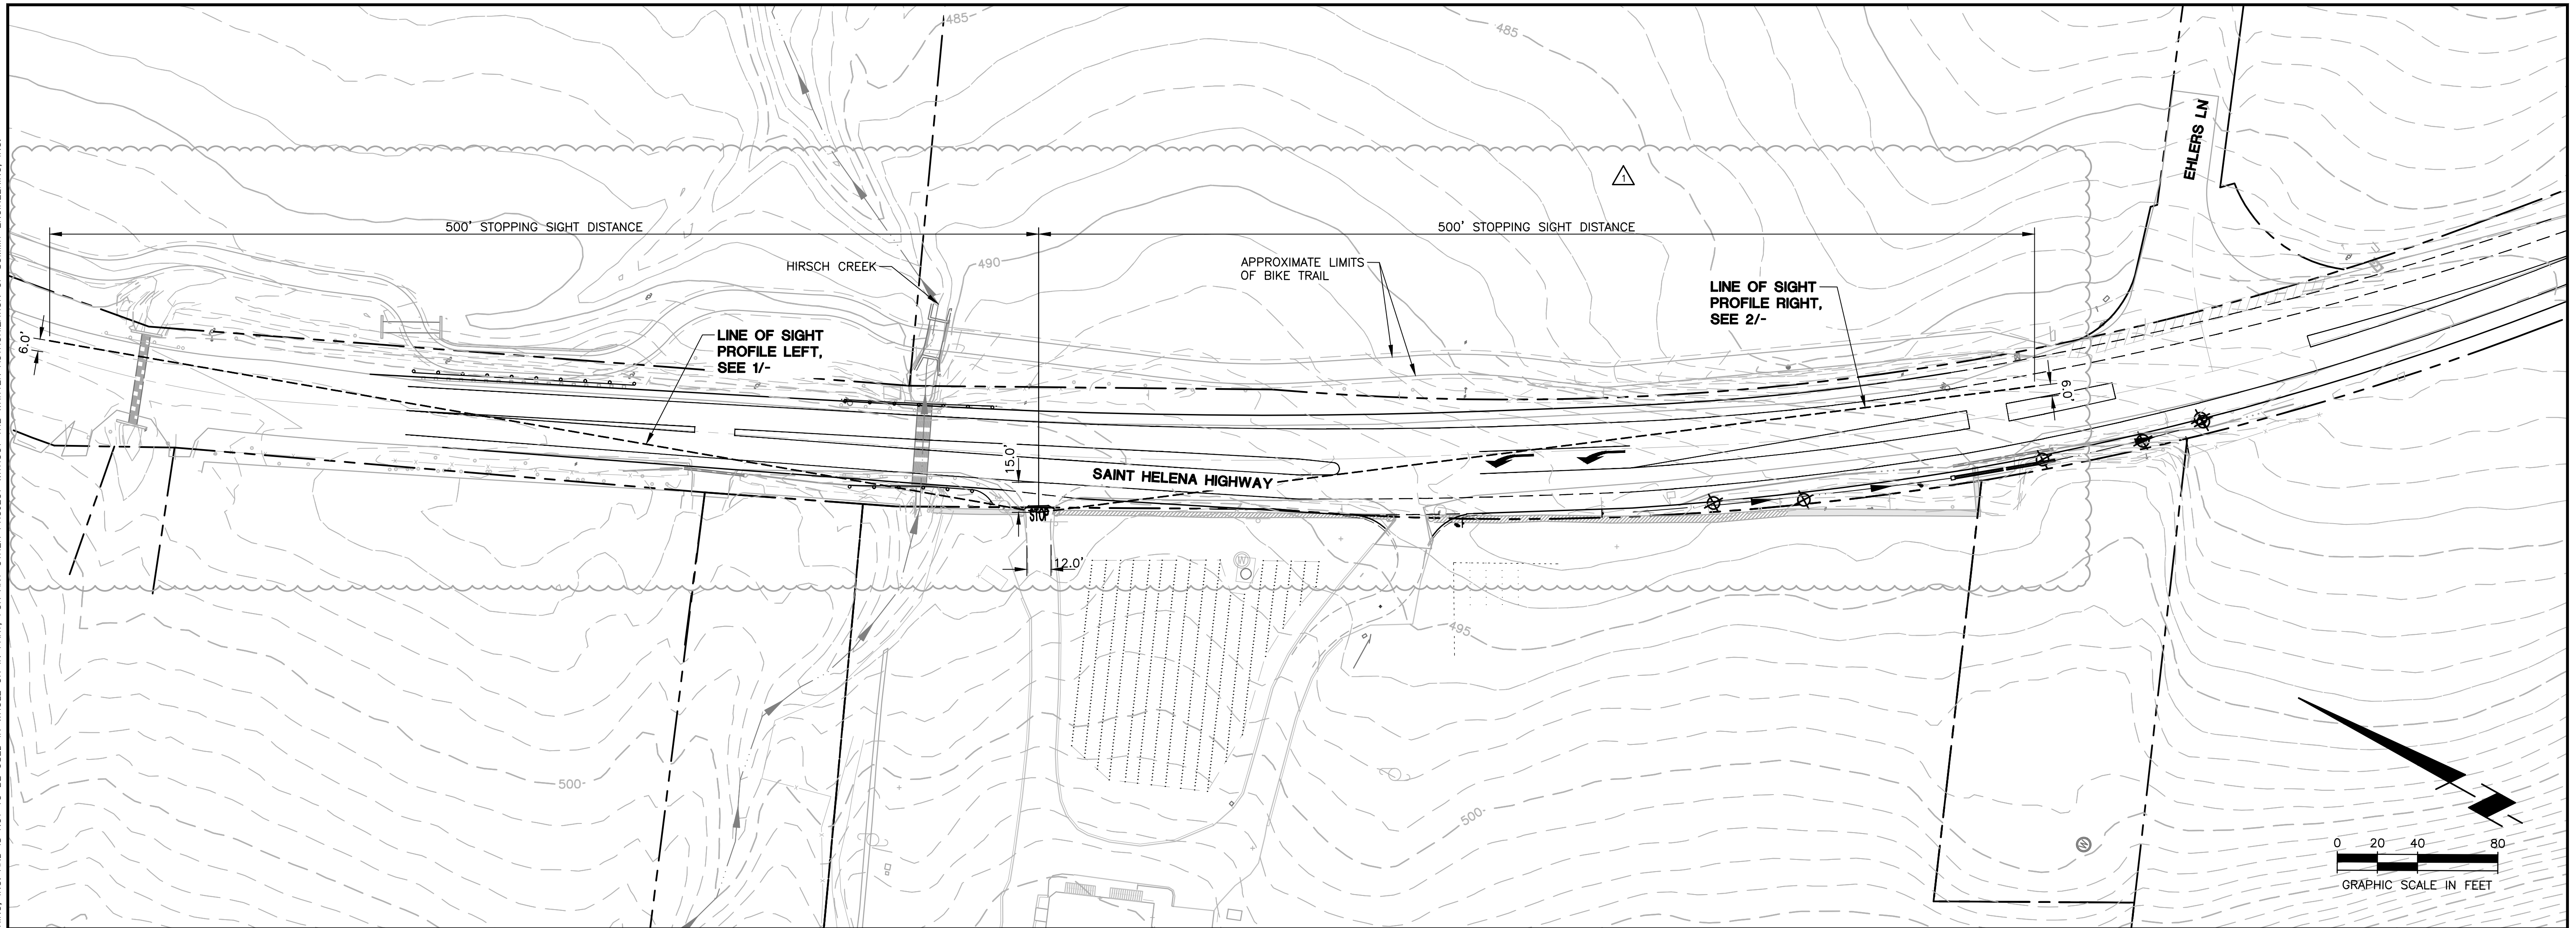 485
485
EHLERS LN
1
500' STOPPING SIGHT DISTANCE
500' STOPPING SIGHT DISTANCE
HIRSCH CREEK
490
APPROXIMATE LIMITS
OF BIKE TRAIL
LINE OF SIGHT
PROFILE RIGHT,
SEE 2/-
LINE OF SIGHT
PROFILE LEFT,
SEE 1/-
6.0'
6.0'
15.0'
SAINT HELENA HIGHWAY
STOP
12.0'
W
495
500
500
W
0 20 40 80
GRAPHIC SCALE IN FEET